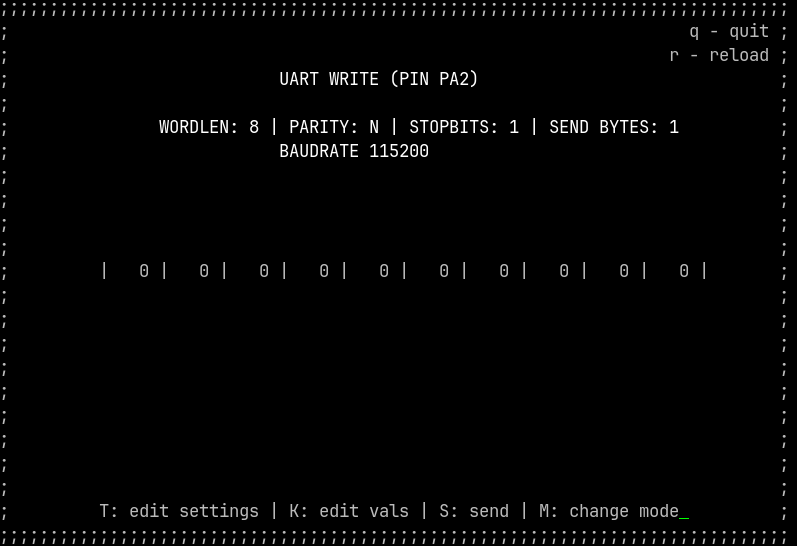 ;;;;;;;;;;;;;;;;;;;;;;;;;;;;;;;;;;;;;;;;;;;;;;;;;;;;;;;;;;;;;;;;;;;;;;;;;;;;;;;
; q - quit ;
; r - reload ;
; UART WRITE (PIN PA2) ;
; ;
; WORDLEN: 8 | PARITY: N | STOPBITS: 1 | SEND BYTES: 1 ;
; BAUDRATE 115200 ;
; ;
; ;
; ;
; ;
; | 0 | 0 | 0 | 0 | 0 | 0 | 0 | 0 | 0 | 0 | ;
; ;
; ;
; ;
; ;
; ;
; ;
; ;
; ;
; ;
; T: edit settings | K: edit vals | S: send | M: change mode_ ;
;;;;;;;;;;;;;;;;;;;;;;;;;;;;;;;;;;;;;;;;;;;;;;;;;;;;;;;;;;;;;;;;;;;;;;;;;;;;;;;